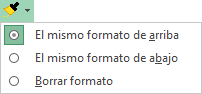 El mismo formato de arriba
El mismo formato de abajo
Borrar formato